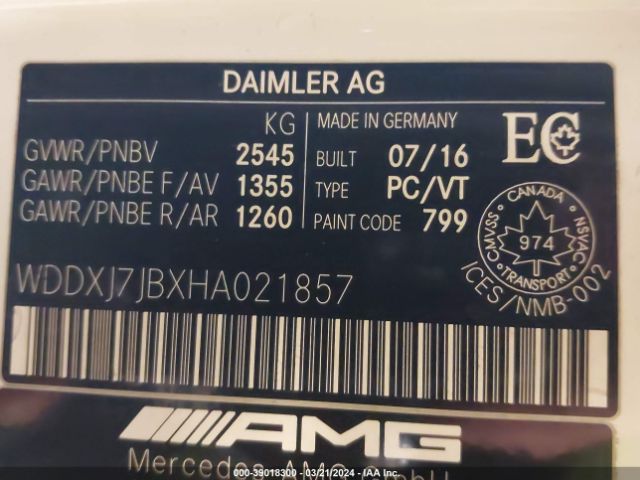 DAIMLER AG
KG
GVWR/PNBV 2545
GAWR/PNBE F/AV 1355
GAWR/PNBE R/AR 1260
MADE IN GERMANY
BUILT 07/16
TYPE PC/VT
PAINT CODE 799
EC
CANADA
CMVSS NSVAC
974
TRANSPORT
ICES/NMB-002
WDDXJ7JBXHA021857
AMG
Mercedes-AMG GmbH
000-39018300 - 03/21/2024 - IAA Inc.